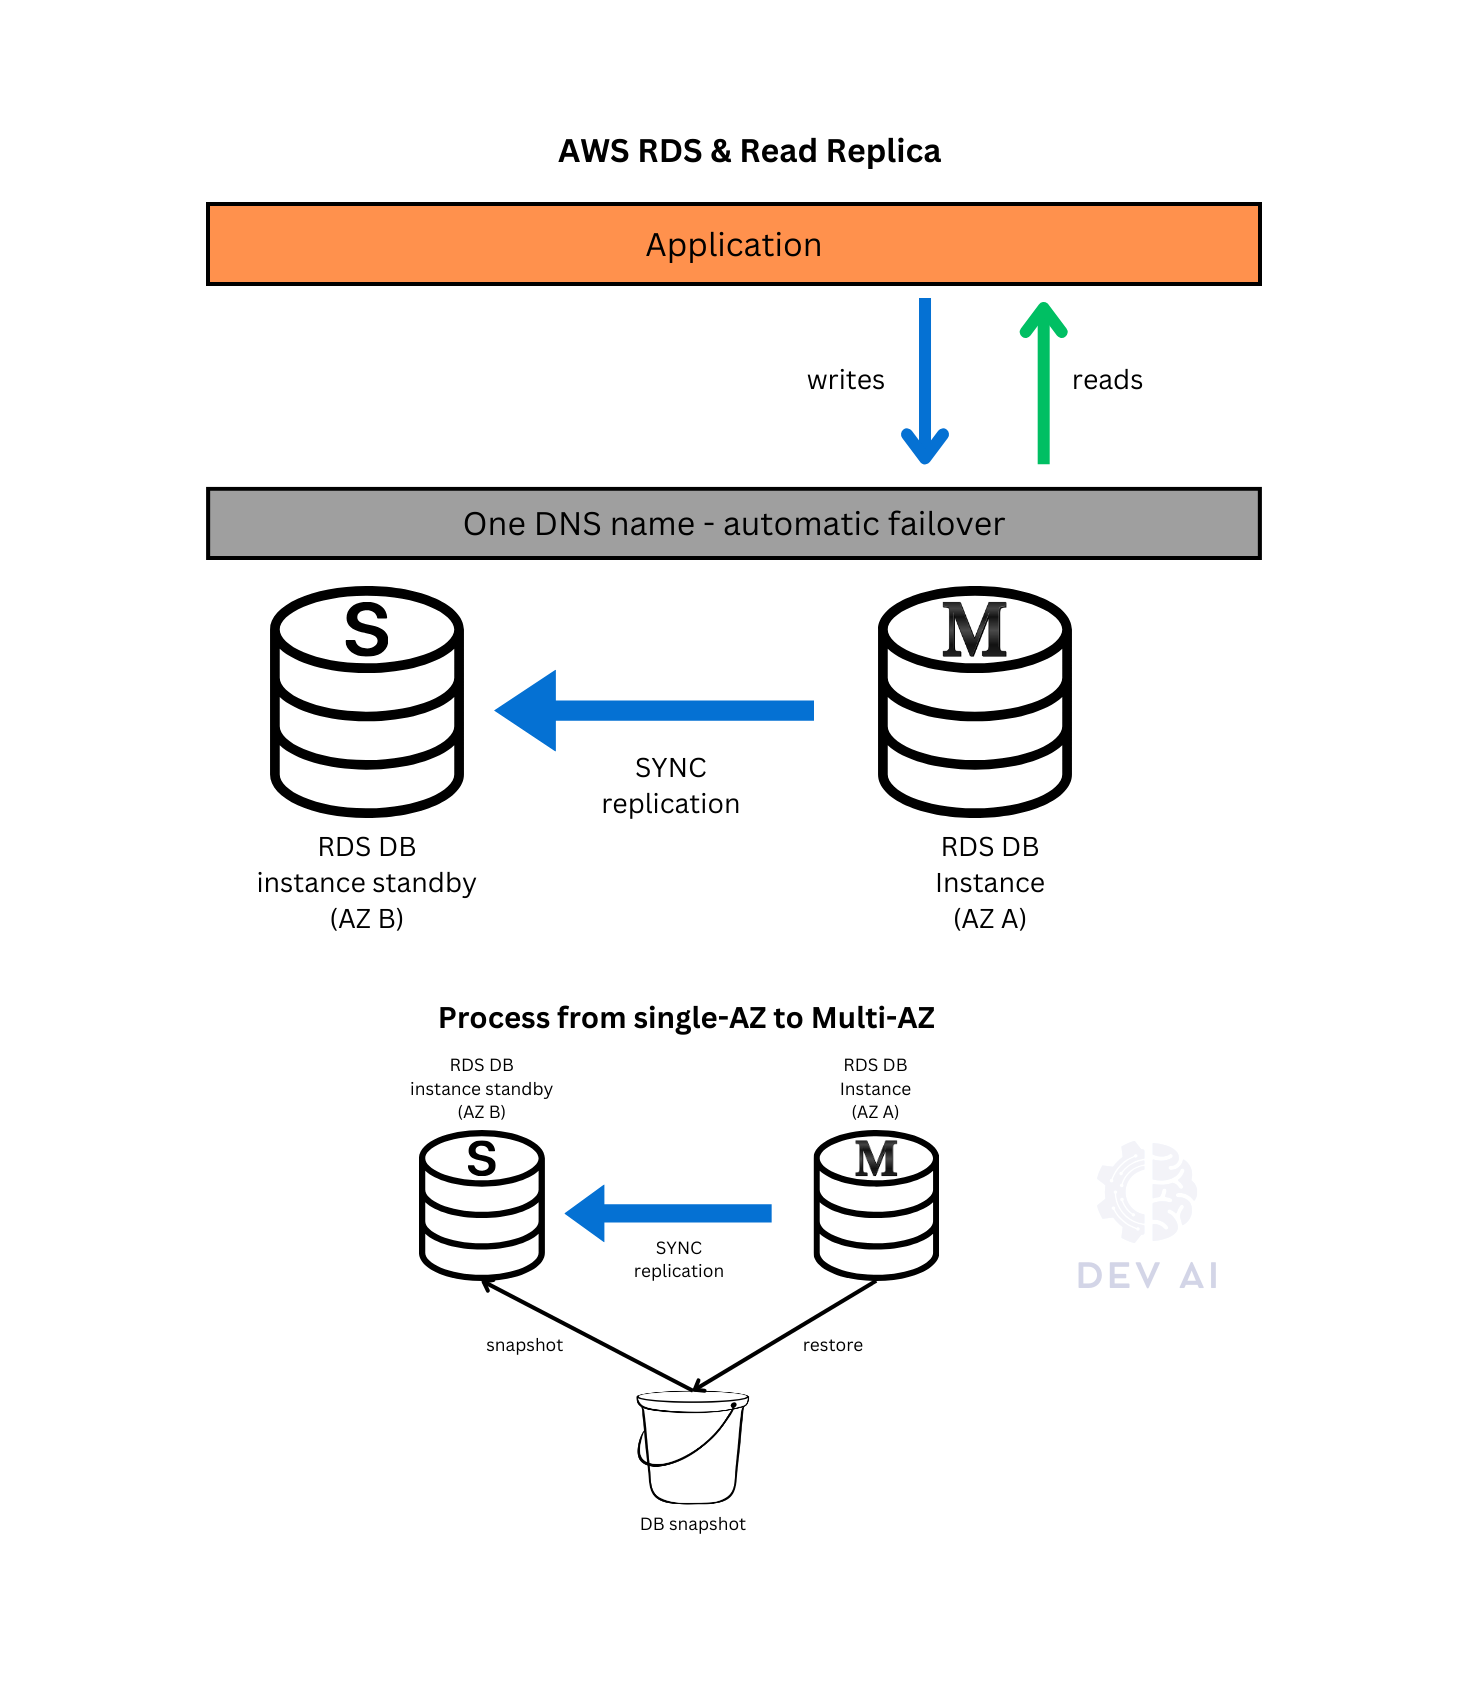 AWS RDS & Read Replica
Application
writes
reads
One DNS name - automatic failover
S
M
SYNC
replication
RDS DB
instance standby
(AZ B)
RDS DB
Instance
(AZ A)
Process from single-AZ to Multi-AZ
RDS DB
instance standby
(AZ B)
RDS DB
Instance
(AZ A)
S
M
SYNC
replication
DEV AI
snapshot
restore
DB snapshot